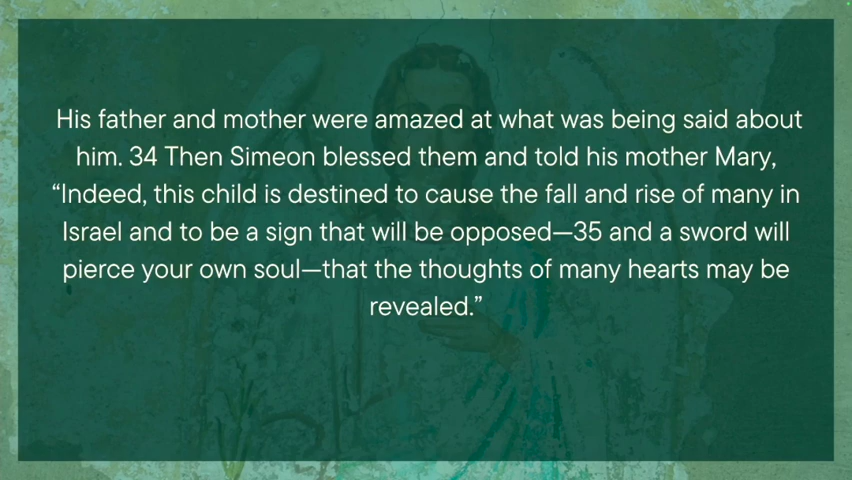 His father and mother were amazed at what was being said about
him. 34 Then Simeon blessed them and told his mother Mary,
“Indeed, this child is destined to cause the fall and rise of many in
Israel and to be a sign that will be opposed—35 and a sword will
pierce your own soul—that the thoughts of many hearts may be
revealed.”